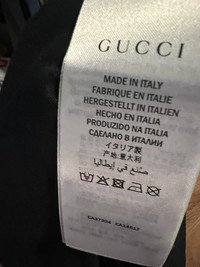 GUCCI
MADE IN ITALY
FABRIQUE EN ITALIE
HERGESTELLT IN ITALIEN
HECHO EN ITALIA
PRODUZIDO NA ITALIA
СДЕЛАНО В ИТАЛИИ
イタリア製
产地:意大利
صنع في إيطاليا